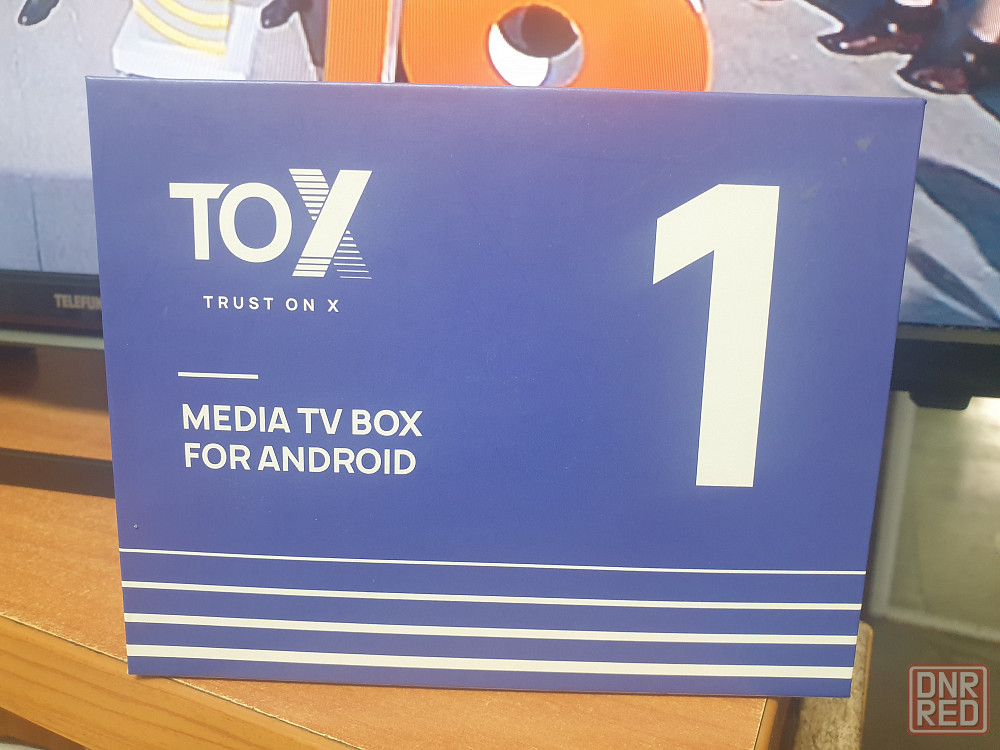 TELEFUN
TOX
TRUST ON X
1
MEDIA TV BOX
FOR ANDROID
DNR
RED